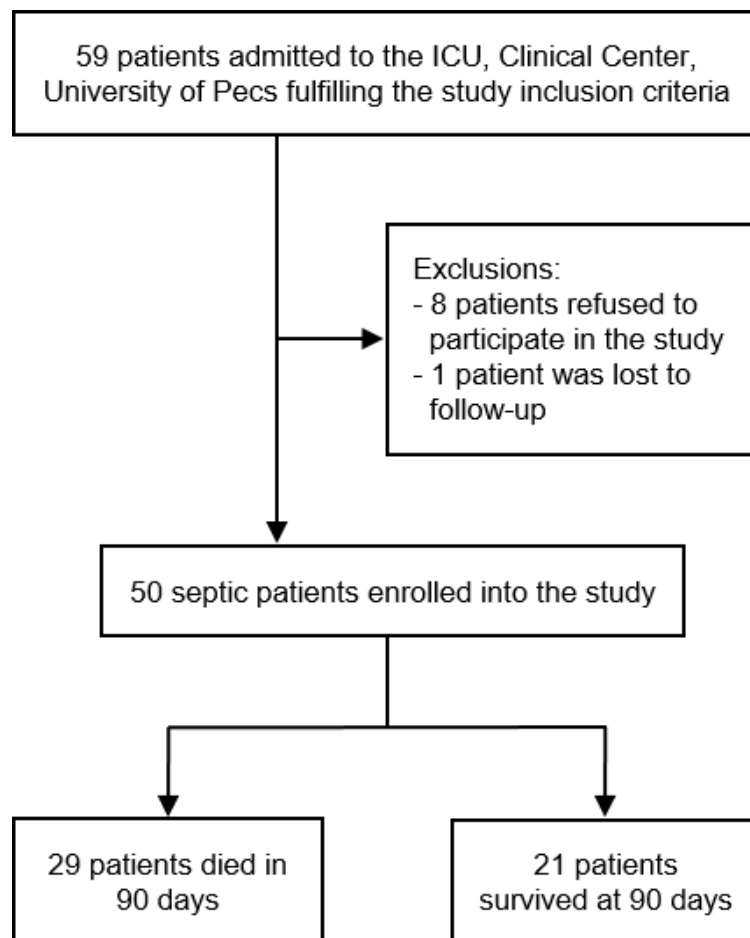 59 patients admitted to the ICU, Clinical Center,
University of Pecs fulfilling the study inclusion criteria
Exclusions:
- 8 patients refused to
participate in the study
- 1 patient was lost to
follow-up
50 septic patients enrolled into the study
29 patients died in
90 days
21 patients
survived at 90 days